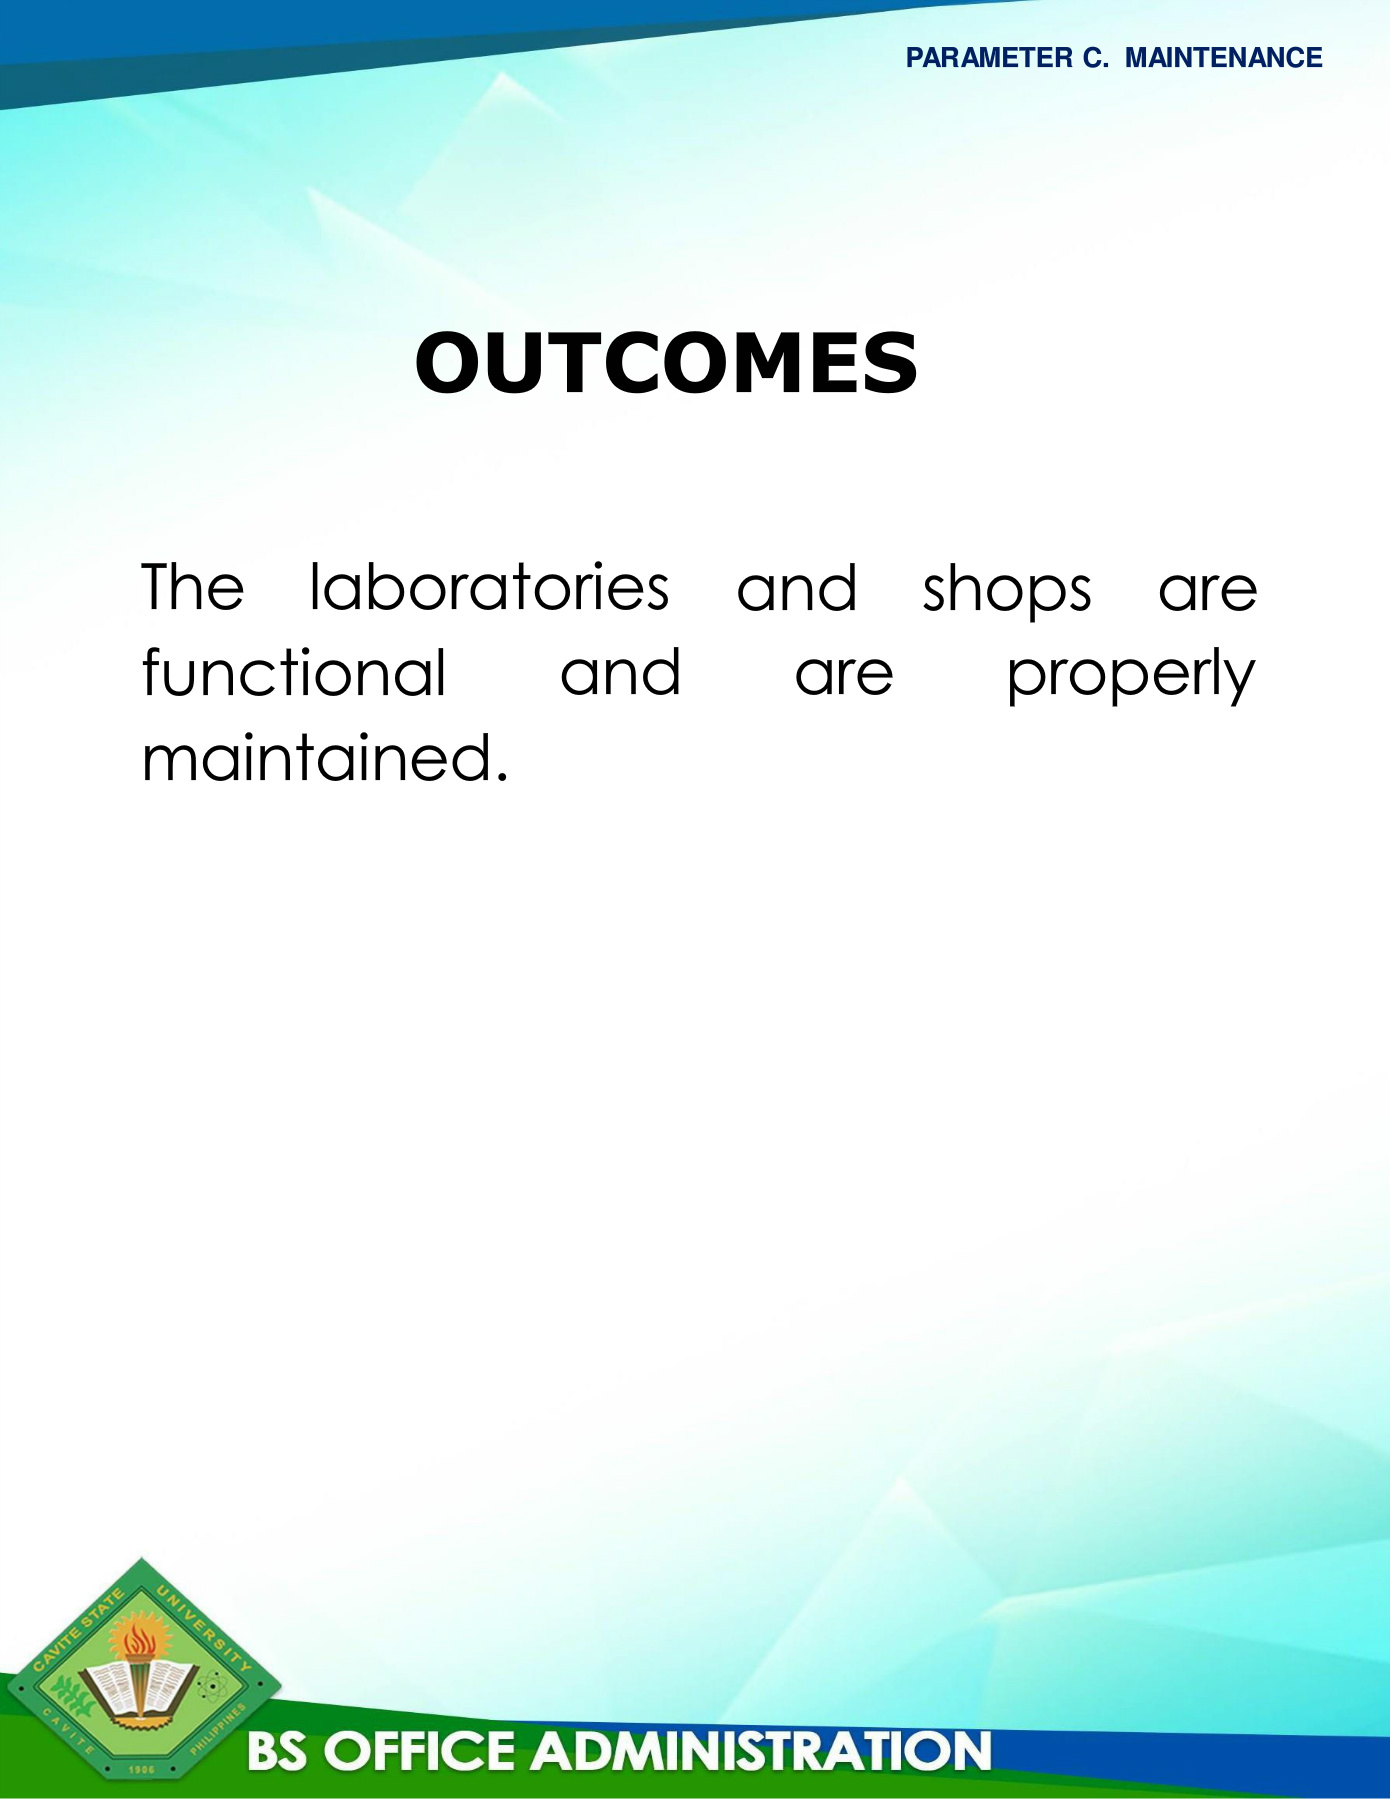 PARAMETER C. MAINTENANCE
OUTCOMES
The laboratories and shops are
functional and are properly
maintained.
CAVITE STATE UNIVERSITY
CAVITE PHILIPPINES
1906
BS OFFICE ADMINISTRATION